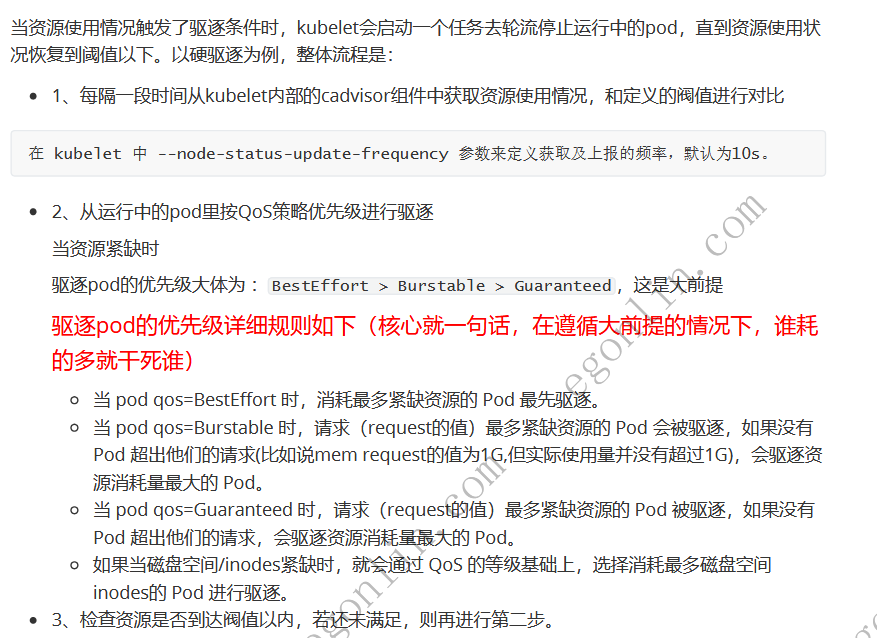 当资源使用情况触发了驱逐条件时，kubelet会启动一个任务去轮流停止运行中的pod，直到资源使用状
况恢复到阈值以下。以硬驱逐为例，整体流程是：
1、每隔一段时间从kubelet内部的cadvisor组件中获取资源使用情况，和定义的阀值进行对比
在 kubelet 中 --node-status-update-frequency 参数来定义获取及上报的频率，默认为10s。
2、从运行中的pod里按QoS策略优先级进行驱逐
当资源紧缺时
驱逐pod的优先级大体为：BestEffort > Burstable > Guaranteed，这是大前提
驱逐pod的优先级详细规则如下（核心就一句话，在遵循大前提的情况下，谁耗
的多就干死谁）
当 pod qos=BestEffort 时，消耗最多紧缺资源的 Pod 最先驱逐。
当 pod qos=Burstable 时，请求（request的值）最多紧缺资源的 Pod 会被驱逐，如果没有
Pod 超出他们的请求(比如说mem request的值为1G,但实际使用量并没有超过1G)，会驱逐资
源消耗量最大的 Pod。
当 pod qos=Guaranteed 时，请求（request的值）最多紧缺资源的 Pod 被驱逐，如果没有
Pod 超出他们的请求，会驱逐资源消耗量最大的 Pod。
如果当磁盘空间/inodes紧缺时，就会通过 QoS 的等级基础上，选择消耗最多磁盘空间
inodes的 Pod 进行驱逐。
3、检查资源是否到达阀值以内，若还未满足，则再进行第二步。
egonlin.com
egonlin.com